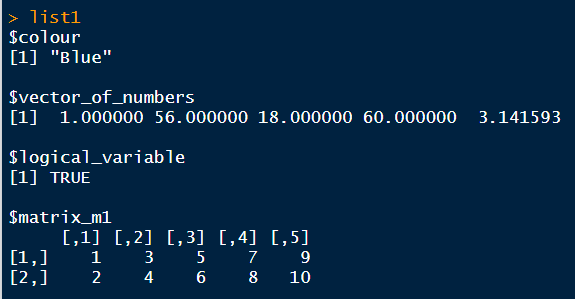 > list1
$colour
[1] "Blue"
$vector_of_numbers
[1]  1.000000 56.000000 18.000000 60.000000  3.141593
$logical_variable
[1] TRUE
$matrix_m1
     [,1] [,2] [,3] [,4] [,5]
[1,]    1    3    5    7    9
[2,]    2    4    6    8   10